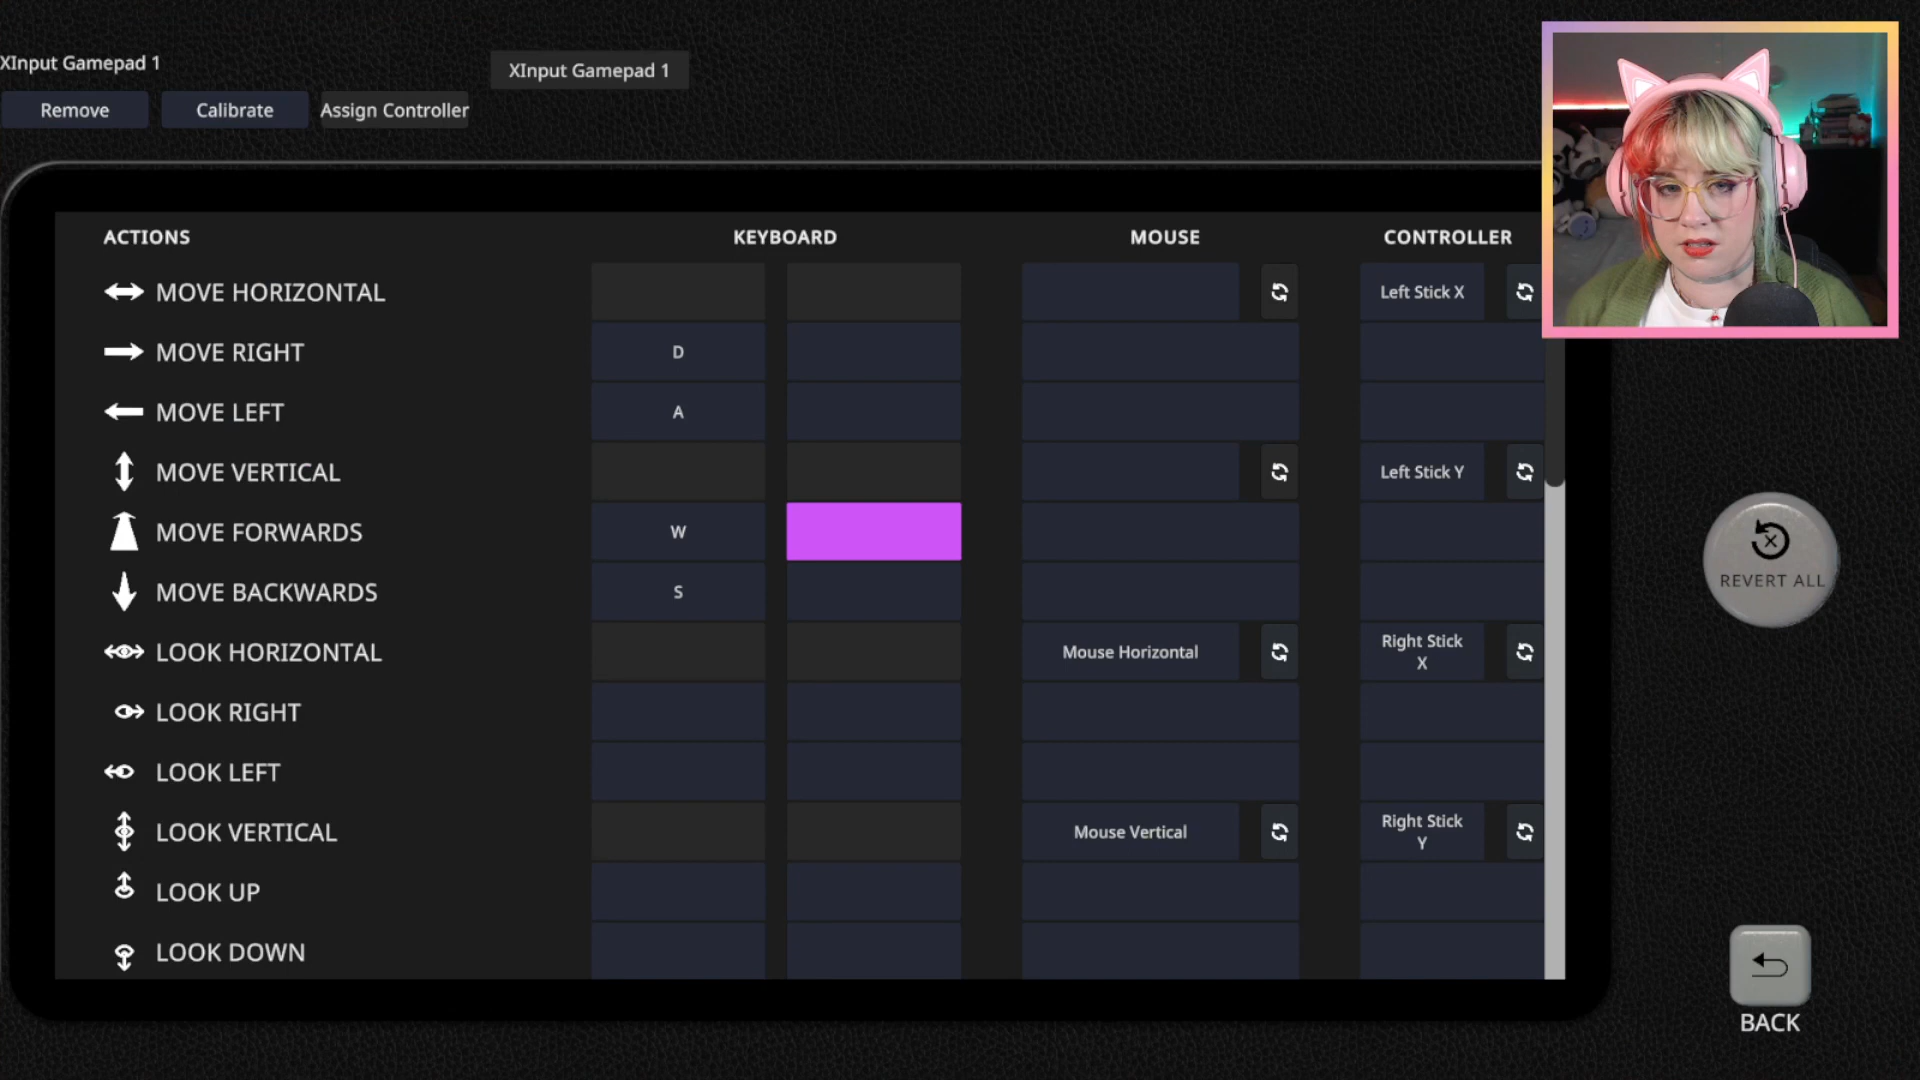 XInput Gamepad 1
XInput Gamepad 1
Remove
Calibrate
Assign Controller
ACTIONS
KEYBOARD
MOUSE
CONTROLLER
MOVE HORIZONTAL
Left Stick X
MOVE RIGHT
D
MOVE LEFT
A
MOVE VERTICAL
Left Stick Y
MOVE FORWARDS
W
MOVE BACKWARDS
S
LOOK HORIZONTAL
Mouse Horizontal
Right Stick
X
LOOK RIGHT
LOOK LEFT
LOOK VERTICAL
Mouse Vertical
Right Stick
Y
LOOK UP
LOOK DOWN
REVERT ALL
BACK